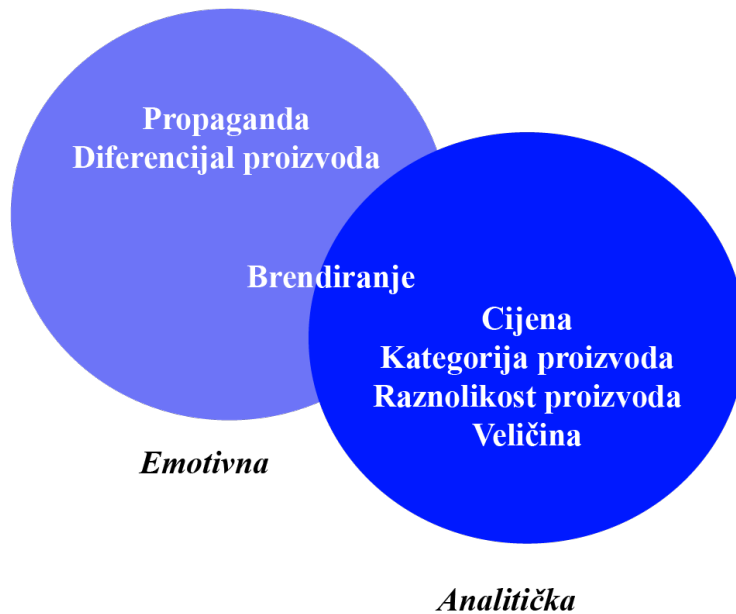 Propaganda
Diferencijal proizvoda
Brendiranje
Cijena
Kategorija proizvoda
Raznolikost proizvoda
Veličina
Emotivna
Analitička